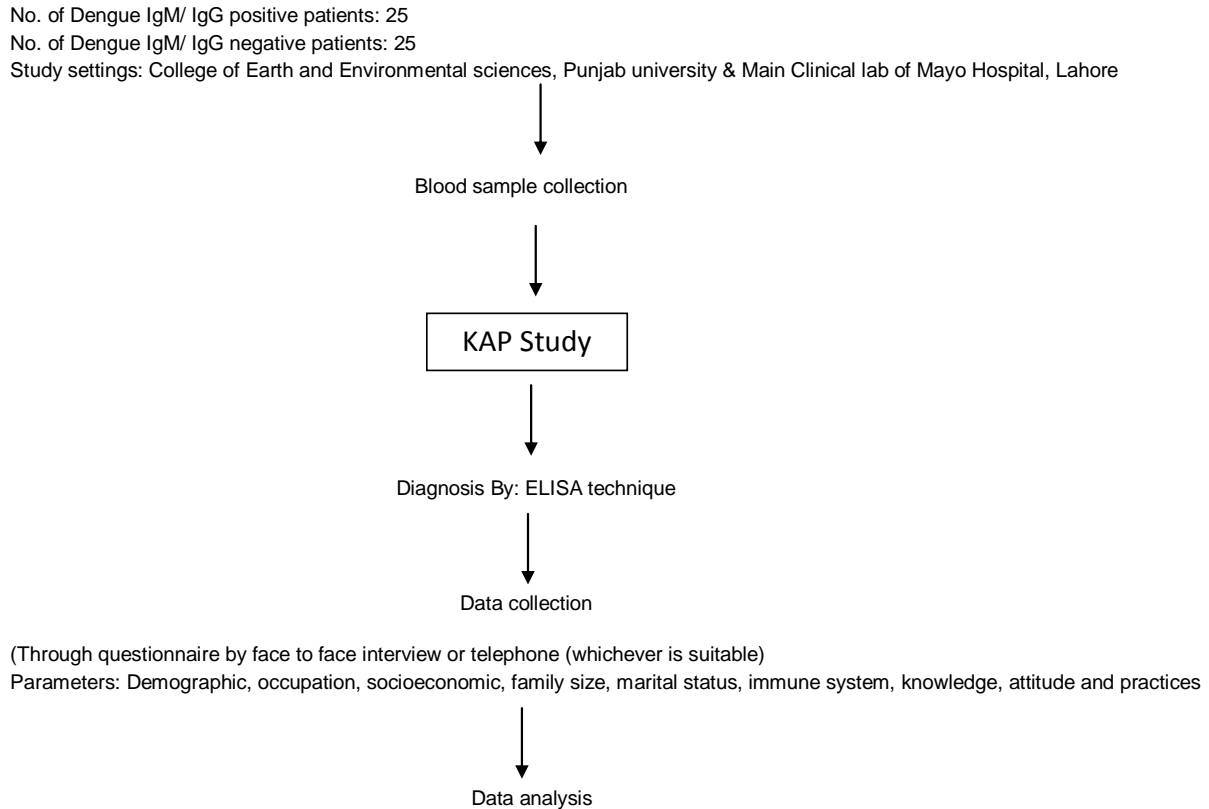 No. of Dengue IgM/ IgG positive patients: 25
No. of Dengue IgM/ IgG negative patients: 25
Study settings: College of Earth and Environmental sciences, Punjab university & Main Clinical lab of Mayo Hospital, Lahore
Blood sample collection
KAP Study
Diagnosis By: ELISA technique
Data collection
(Through questionnaire by face to face interview or telephone (whichever is suitable)
Parameters: Demographic, occupation, socioeconomic, family size, marital status, immune system, knowledge, attitude and practices
Data analysis